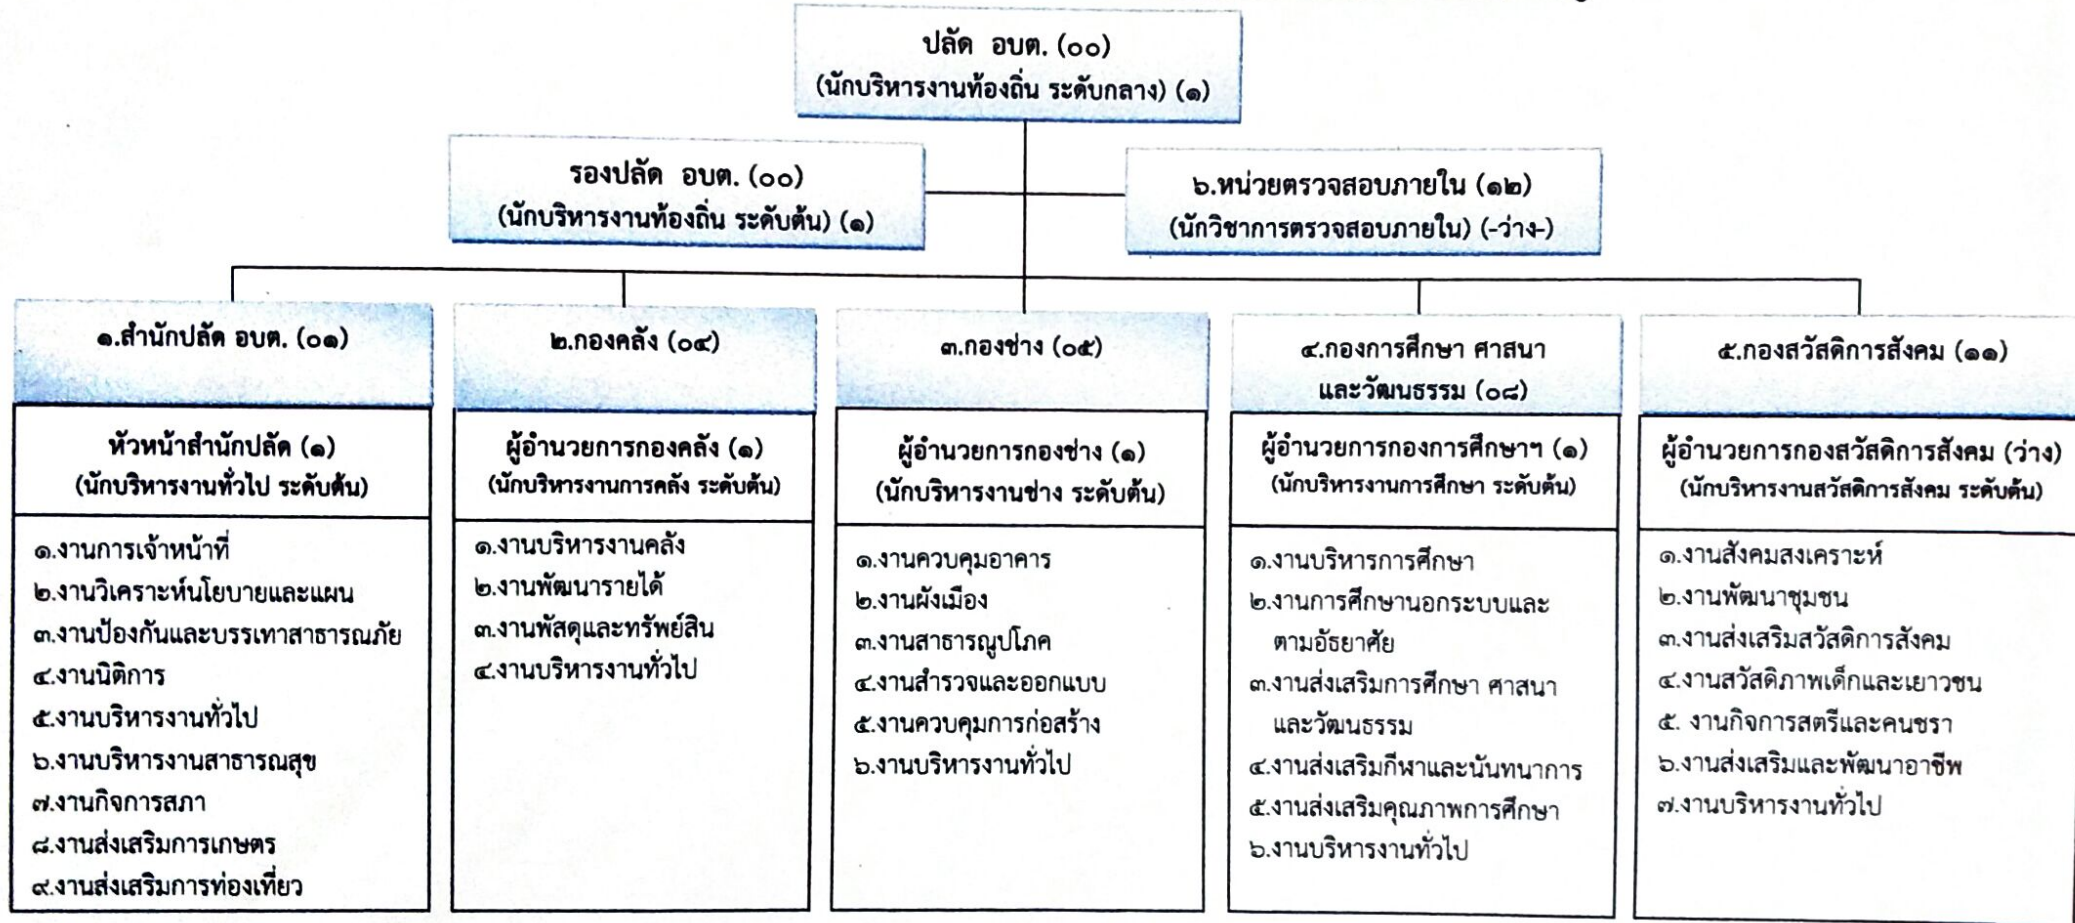 ปลัด อบต. (๐๐)
(นักบริหารงานท้องถิ่น ระดับกลาง) (๑)
รองปลัด อบต. (๐๐)
(นักบริหารงานท้องถิ่น ระดับต้น) (๑)
๖.หน่วยตรวจสอบภายใน (๑๒)
(นักวิชาการตรวจสอบภายใน) (-ว่าง-)
๑.สำนักปลัด อบต. (๐๑)
หัวหน้าสำนักปลัด (๑)
(นักบริหารงานทั่วไป ระดับต้น)
๑.งานการเจ้าหน้าที่
๒.งานวิเคราะห์นโยบายและแผน
๓.งานป้องกันและบรรเทาสาธารณภัย
๔.งานนิติการ
๕.งานบริหารงานทั่วไป
๖.งานบริหารงานสาธารณสุข
๗.งานกิจการสภา
๘.งานส่งเสริมการเกษตร
๙.งานส่งเสริมการท่องเที่ยว
๒.กองคลัง (๐๔)
ผู้อำนวยการกองคลัง (๑)
(นักบริหารงานการคลัง ระดับต้น)
๑.งานบริหารงานคลัง
๒.งานพัฒนารายได้
๓.งานพัสดุและทรัพย์สิน
๔.งานบริหารงานทั่วไป
๓.กองช่าง (๐๕)
ผู้อำนวยการกองช่าง (๑)
(นักบริหารงานช่าง ระดับต้น)
๑.งานควบคุมอาคาร
๒.งานผังเมือง
๓.งานสาธารณูปโภค
๔.งานสำรวจและออกแบบ
๕.งานควบคุมการก่อสร้าง
๖.งานบริหารงานทั่วไป
๔.กองการศึกษา ศาสนา
และวัฒนธรรม (๐๘)
ผู้อำนวยการกองการศึกษาฯ (๑)
(นักบริหารงานการศึกษา ระดับต้น)
๑.งานบริหารการศึกษา
๒.งานการศึกษานอกระบบและ
ตามอัธยาศัย
๓.งานส่งเสริมการศึกษา ศาสนา
และวัฒนธรรม
๔.งานส่งเสริมกีฬาและนันทนาการ
๕.งานส่งเสริมคุณภาพการศึกษา
๖.งานบริหารงานทั่วไป
๕.กองสวัสดิการสังคม (๑๑)
ผู้อำนวยการกองสวัสดิการสังคม (ว่าง)
(นักบริหารงานสวัสดิการสังคม ระดับต้น)
๑.งานสังคมสงเคราะห์
๒.งานพัฒนาชุมชน
๓.งานส่งเสริมสวัสดิการสังคม
๔.งานสวัสดิภาพเด็กและเยาวชน
๕. งานกิจการสตรีและคนชรา
๖.งานส่งเสริมและพัฒนาอาชีพ
๗.งานบริหารงานทั่วไป